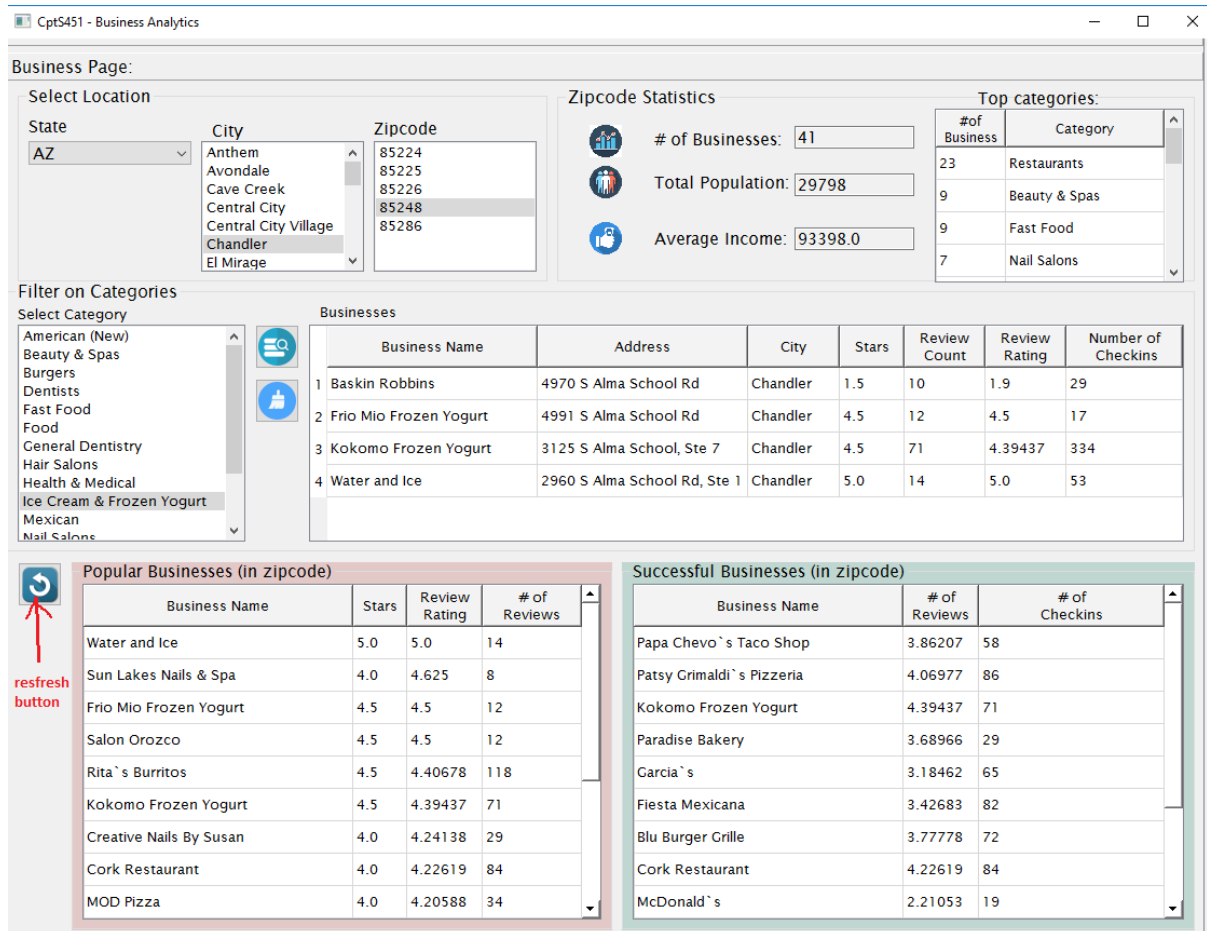 CptS451 - Business Analytics
Business Page:
Select Location
State
AZ
City
Anthem
Avondale
Cave Creek
Central City
Central City Village
Chandler
El Mirage
Zipcode
85224
85225
85226
85248
85286
Zipcode Statistics
# of Businesses: 41
Total Population: 29798
Average Income: 93398.0
Top categories:
#of Business Category
23 Restaurants
9 Beauty & Spas
9 Fast Food
7 Nail Salons
Filter on Categories
Select Category
American (New)
Beauty & Spas
Burgers
Dentists
Fast Food
Food
General Dentistry
Hair Salons
Health & Medical
Ice Cream & Frozen Yogurt
Mexican
Nail Salons
Businesses
Business Name Address City Stars Review Count Review Rating Number of Checkins
1 Baskin Robbins 4970 S Alma School Rd Chandler 1.5 10 1.9 29
2 Frio Mio Frozen Yogurt 4991 S Alma School Rd Chandler 4.5 12 4.5 17
3 Kokomo Frozen Yogurt 3125 S Alma School, Ste 7 Chandler 4.5 71 4.39437 334
4 Water and Ice 2960 S Alma School Rd, Ste 1 Chandler 5.0 14 5.0 53
resfresh
button
Popular Businesses (in zipcode)
Business Name Stars Review Rating # of Reviews
Water and Ice 5.0 5.0 14
Sun Lakes Nails & Spa 4.0 4.625 8
Frio Mio Frozen Yogurt 4.5 4.5 12
Salon Orozco 4.5 4.5 12
Rita`s Burritos 4.5 4.40678 118
Kokomo Frozen Yogurt 4.5 4.39437 71
Creative Nails By Susan 4.0 4.24138 29
Cork Restaurant 4.0 4.22619 84
MOD Pizza 4.0 4.20588 34
Successful Businesses (in zipcode)
Business Name # of Reviews # of Checkins
Papa Chevo`s Taco Shop 3.86207 58
Patsy Grimaldi`s Pizzeria 4.06977 86
Kokomo Frozen Yogurt 4.39437 71
Paradise Bakery 3.68966 29
Garcia`s 3.18462 65
Fiesta Mexicana 3.42683 82
Blu Burger Grille 3.77778 72
Cork Restaurant 4.22619 84
McDonald`s 2.21053 19